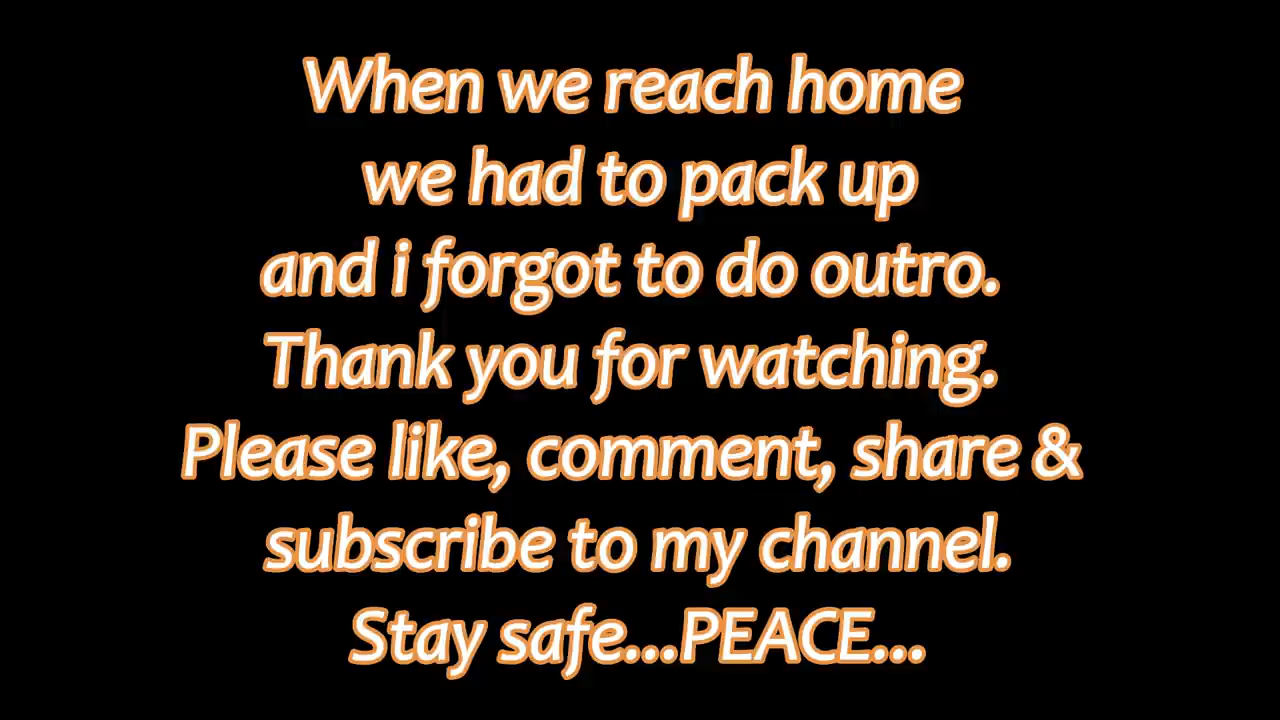 When we reach home
we had to pack up
and i forgot to do outro.
Thank you for watching.
Please like, comment, share &
subscribe to my channel.
Stay safe...PEACE...